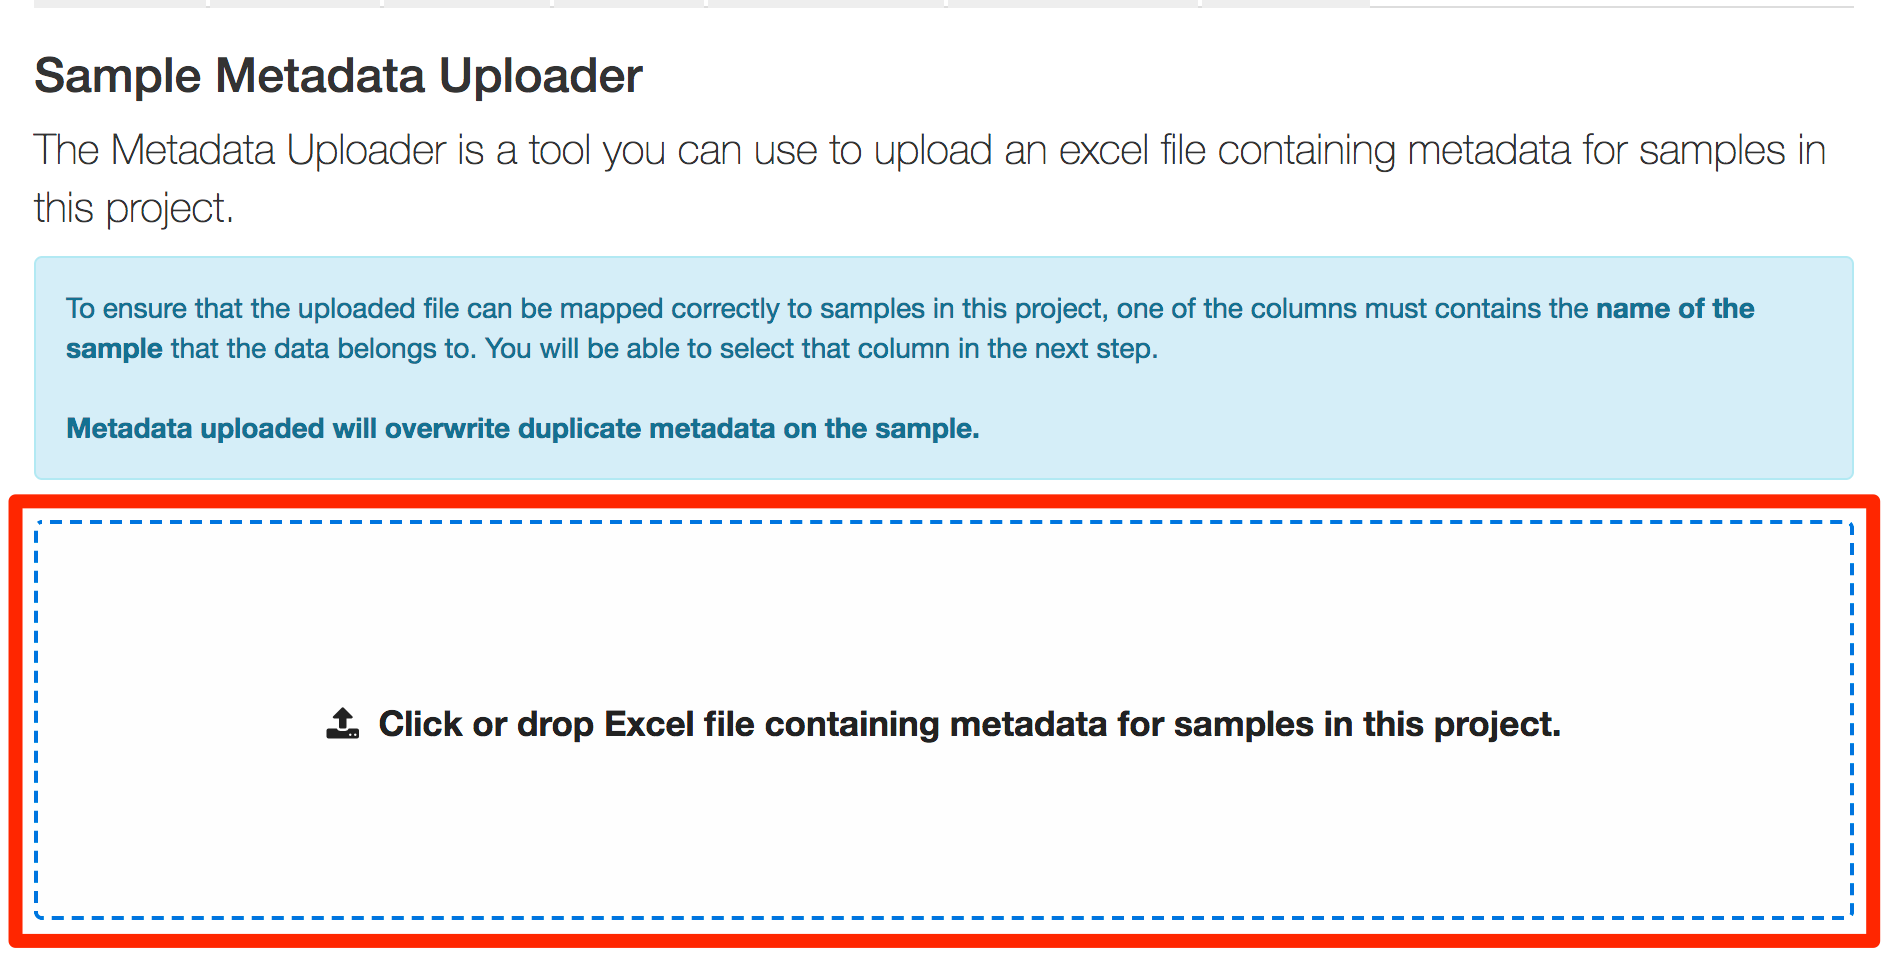 Sample Metadata Uploader
The Metadata Uploader is a tool you can use to upload an excel file containing metadata for samples in
this project.
To ensure that the uploaded file can be mapped correctly to samples in this project, one of the columns must contains the name of the
sample that the data belongs to. You will be able to select that column in the next step.
Metadata uploaded will overwrite duplicate metadata on the sample.
Click or drop Excel file containing metadata for samples in this project.